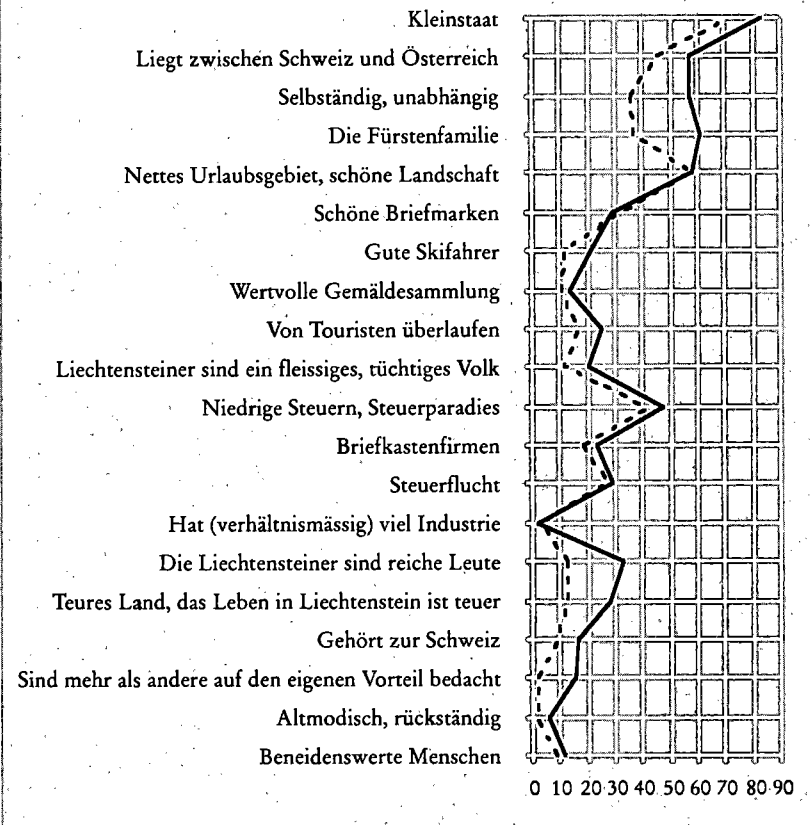 Kleinstaat
Liegt zwischen Schweiz und Österreich
Selbständig, unabhängig
Die Fürstenfamilie
Nettes Urlaubsgebiet, schöne Landschaft
Schöne Briefmarken
Gute Skifahrer
Wertvolle Gemäldesammlung
Von Touristen überlaufen
Liechtensteiner sind ein fleissiges, tüchtiges Volk
Niedrige Steuern, Steuerparadies
Briefkastenfirmen
Steuerflucht
Hat (verhältnismässig) viel Industrie
Die Liechtensteiner sind reiche Leute
Teures Land, das Leben in Liechtenstein ist teuer
Gehört zur Schweiz
Sind mehr als andere auf den eigenen Vorteil bedacht
Altmodisch, rückständig
Beneidenswerte Menschen
0 10 20 30 40 50 60 70 80 90